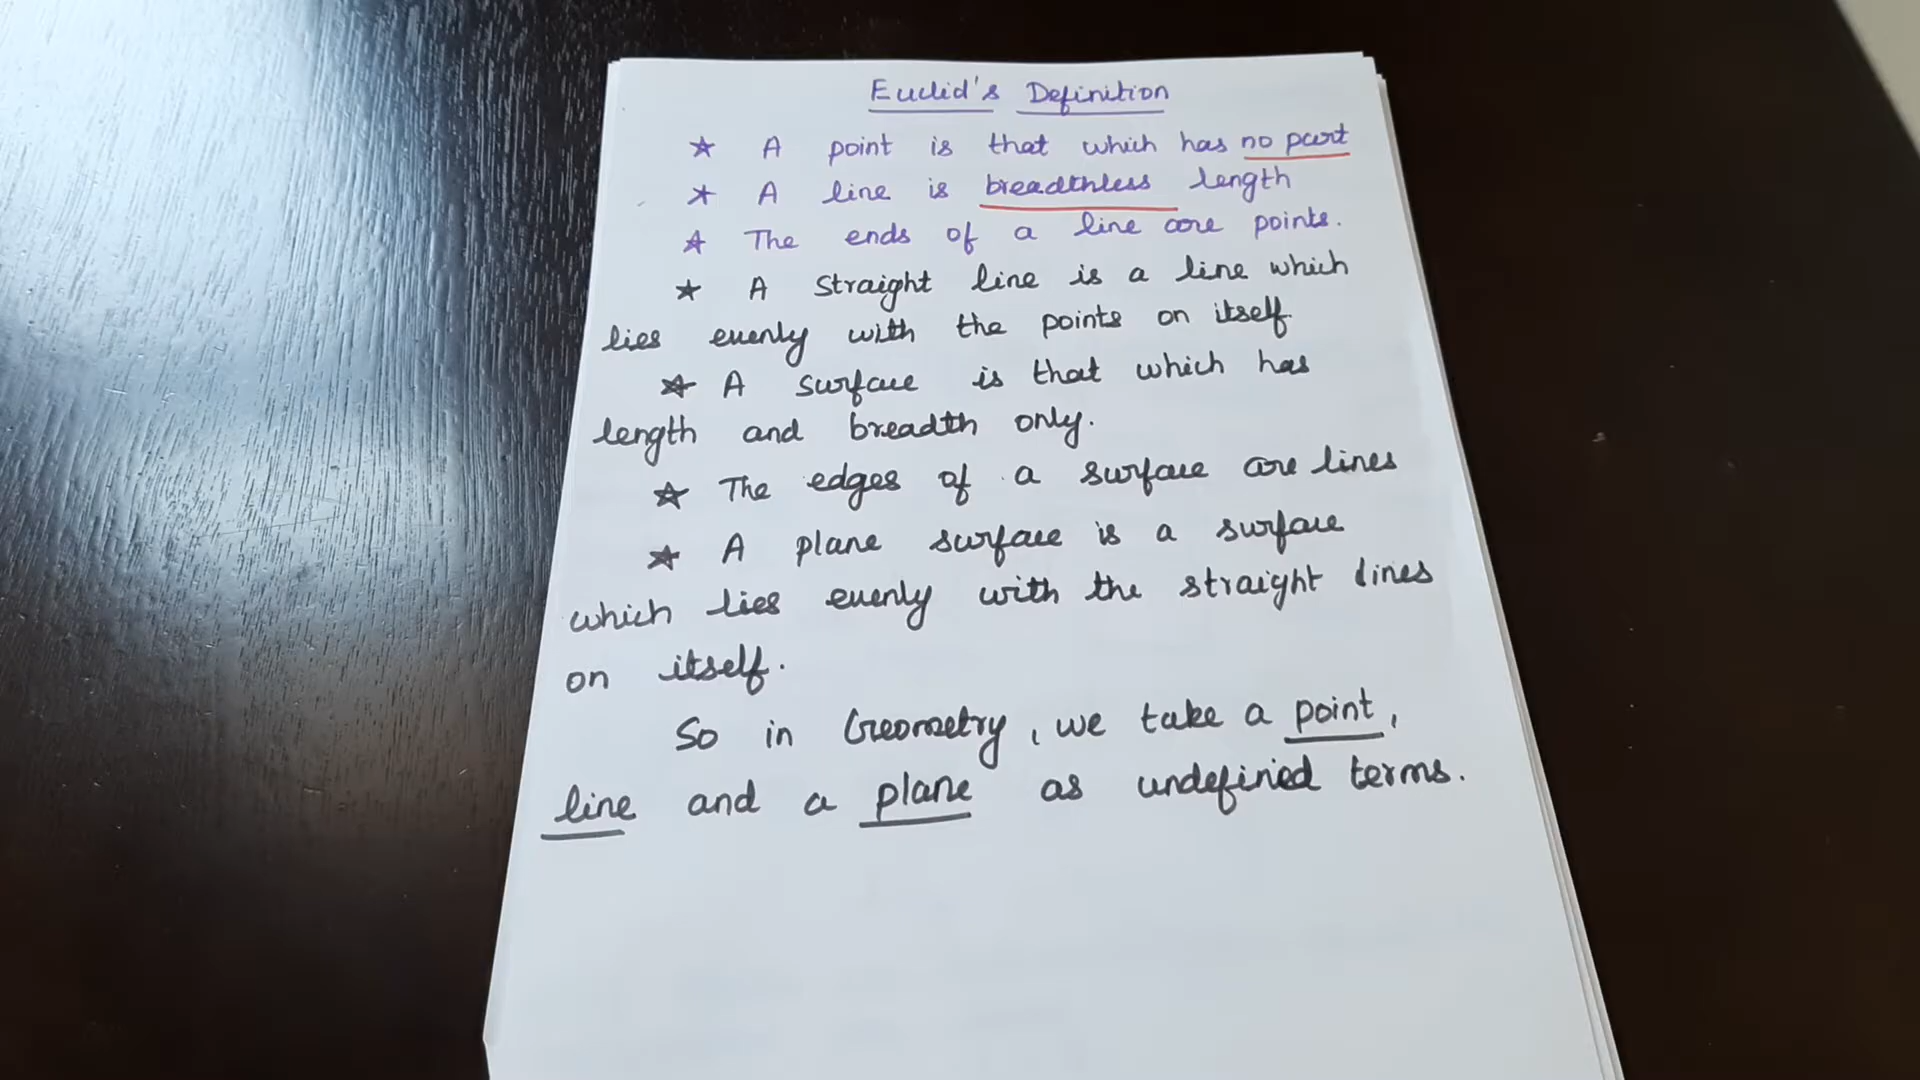 Euclid's Definition
☆ A point is that which has no part
☆ A line is breadthless length
☆ The ends of a line are points.
☆ A straight line is a line which
lies evenly with the points on itself
☆ A surface is that which has
length and breadth only.
☆ The edges of a surface are lines
☆ A plane surface is a surface
which lies evenly with the straight lines
on itself.
So in Geometry, we take a point,
line and a plane as undefined terms.